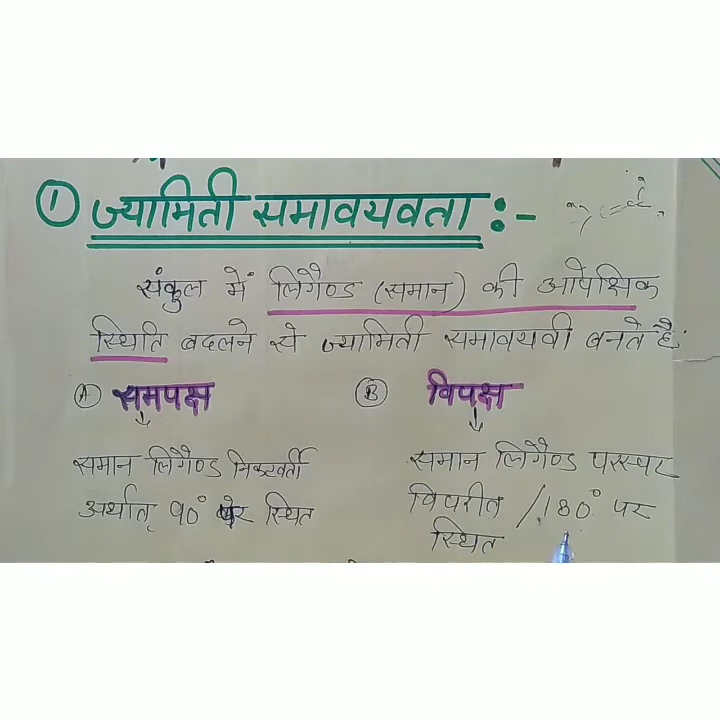 ① ज्यामिती समावयवता :-
संकुल में लिगैण्ड (समान) की आपेक्षिक
स्थिति बदलने से ज्यामिती समावयवी बनते है.
Ⓐ समपक्ष
Ⓑ विपक्ष
समान लिगैण्ड निकटवर्ती
अर्थात् 90° पर स्थित
समान लिगैण्ड परस्पर
विपरीत /180° पर
स्थित